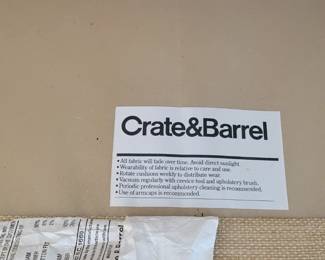 Crate&Barrel
• All fabric will fade over time. Avoid direct sunlight.
• Wearability of fabric is relative to care and use.
• Rotate cushions weekly to distribute wear.
• Vacuum regularly with crevice tool and upholstery brush.
• Periodic professional upholstery cleaning is recommended.
• Use of armcaps is recommended.